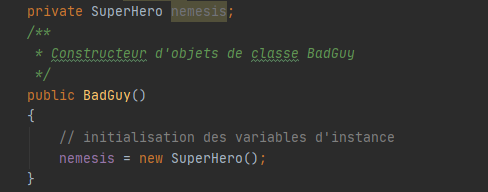 private SuperHero nemesis;
/**
 * Constructeur d'objets de classe BadGuy
 */
public BadGuy()
{
    // initialisation des variables d'instance
    nemesis = new SuperHero();
}